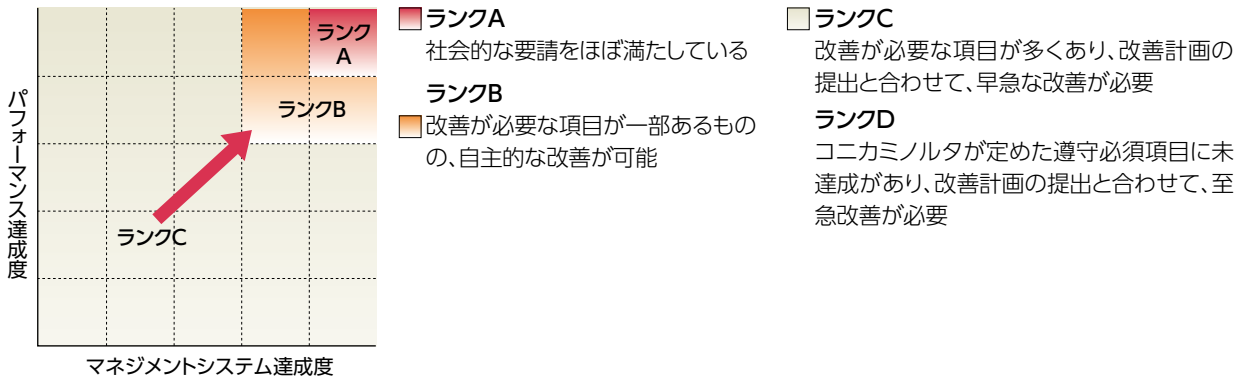 パフォーマンス達成度
ランク
A
ランクB
ランクC
マネジメントシステム達成度
ランクA
社会的な要請をほぼ満たしている
ランクB
改善が必要な項目が一部あるもの
の、自主的な改善が可能
ランクC
改善が必要な項目が多くあり、改善計画の
提出と合わせて、早急な改善が必要
ランクD
コニカミノルタが定めた遵守必須項目に未
達成があり、改善計画の提出と合わせて、至
急改善が必要